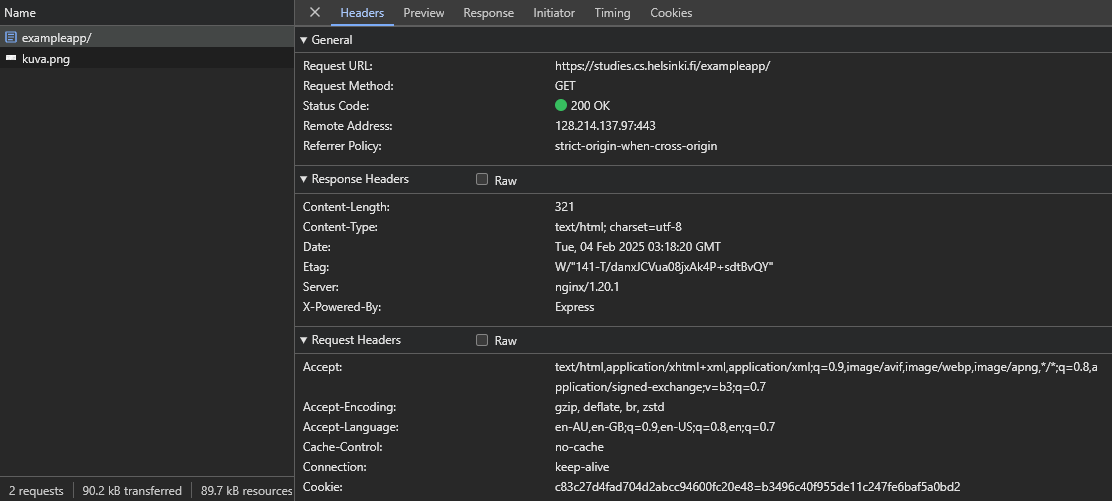 Name
exampleapp/
kuva.png
2 requests 90.2 kB transferred 89.7 kB resources
Headers Preview Response Initiator Timing Cookies
General
Request URL: https://studies.cs.helsinki.fi/exampleapp/
Request Method: GET
Status Code: 200 OK
Remote Address: 128.214.137.97:443
Referrer Policy: strict-origin-when-cross-origin
Response Headers Raw
Content-Length: 321
Content-Type: text/html; charset=utf-8
Date: Tue, 04 Feb 2025 03:18:20 GMT
Etag: W/"141-T/danxJCVua08jxAk4P+sdtBvQY"
Server: nginx/1.20.1
X-Powered-By: Express
Request Headers Raw
Accept: text/html,application/xhtml+xml,application/xml;q=0.9,image/avif,image/webp,image/apng,*/*;q=0.8,a
pplication/signed-exchange;v=b3;q=0.7
Accept-Encoding: gzip, deflate, br, zstd
Accept-Language: en-AU,en-GB;q=0.9,en-US;q=0.8,en;q=0.7
Cache-Control: no-cache
Connection: keep-alive
Cookie: c83c27d4fad704d2abcc94600fc20e48=b3496c40f955de11c247fe6baf5a0bd2